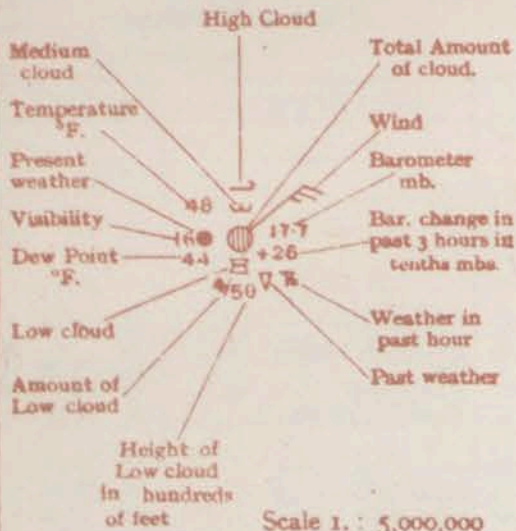 High Cloud
Medium
cloud
Total Amount
of cloud.
Temperature
°F.
Wind
Present
weather
Barometer
mb.
48
Visibility
16
17.7
Bar. change in
past 3 hours in
tenths mbs.
Dew Point
°F.
44
+26
50
Low cloud
Weather in
past hour
Amount of
Low cloud
Past weather
Height of
Low cloud
in hundreds
of feet
Scale 1. : 5,000,000